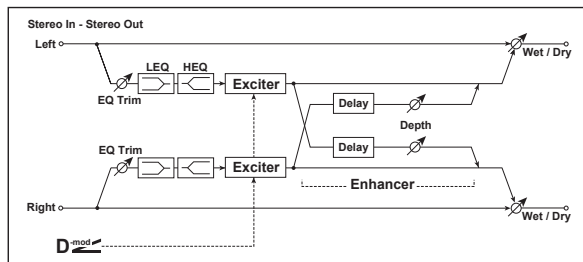 Stereo In - Stereo Out
Left
Wet / Dry
LEQ HEQ
EQ Trim
Exciter
Delay
Depth
EQ Trim
Delay
Exciter
Enhancer
Right
Wet / Dry
D-mod